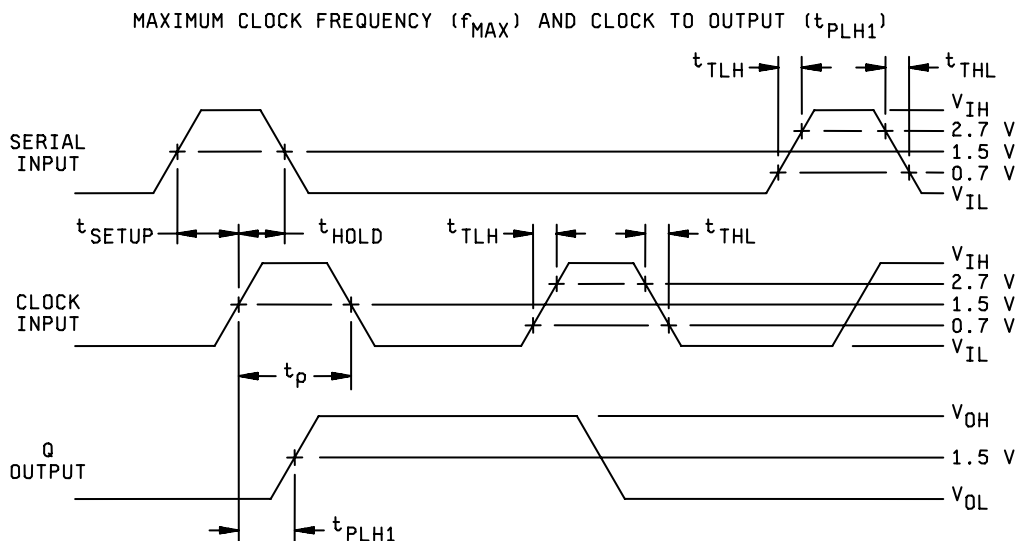 MAXIMUM CLOCK FREQUENCY (fMAX) AND CLOCK TO OUTPUT (tPLH1)
tTLH
tTHL
SERIAL
INPUT
VIH
2.7 V
1.5 V
0.7 V
VIL
tSETUP
tHOLD
tTLH
tTHL
CLOCK
INPUT
VIH
2.7 V
1.5 V
0.7 V
VIL
tp
Q
OUTPUT
VOH
1.5 V
VOL
tPLH1